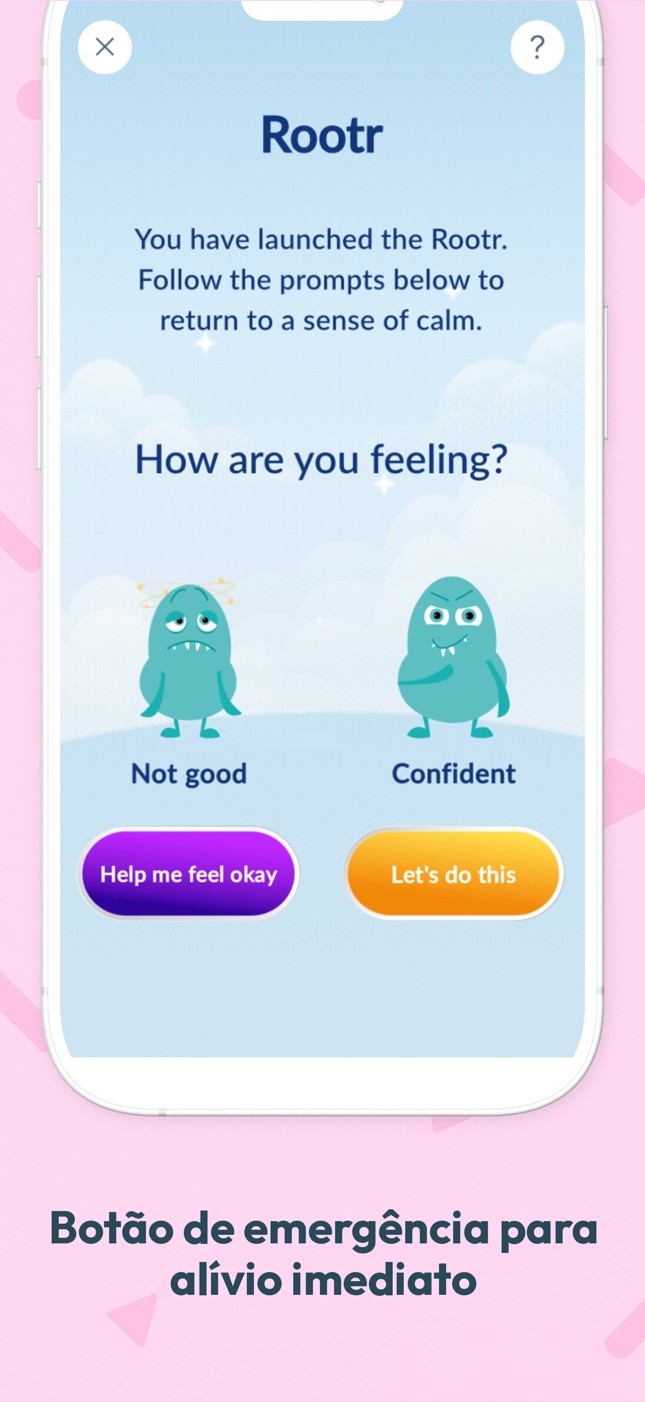 ?
Rootr
You have launched the Rootr.
Follow the prompts below to
return to a sense of calm.
How are you feeling?
Not good
Confident
Help me feel okay
Let's do this
Botão de emergência para
alívio imediato